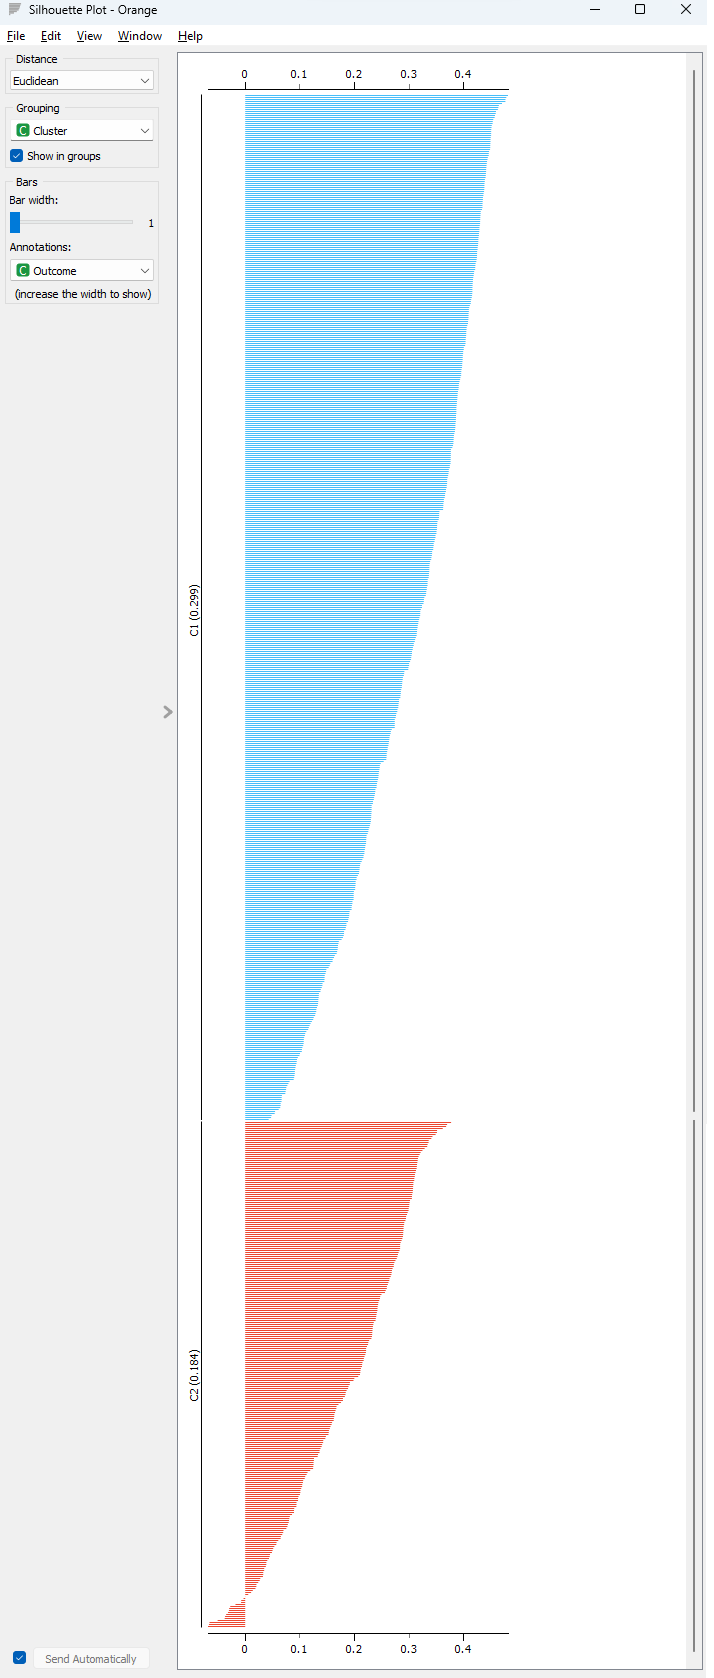 Silhouette Plot - Orange
File Edit View Window Help
Distance
Euclidean
Grouping
C Cluster
Show in groups
Bars
Bar width:
1
Annotations:
C Outcome
(increase the width to show)
0 0.1 0.2 0.3 0.4
C1 (0.299)
C2 (0.184)
0 0.1 0.2 0.3 0.4
Send Automatically